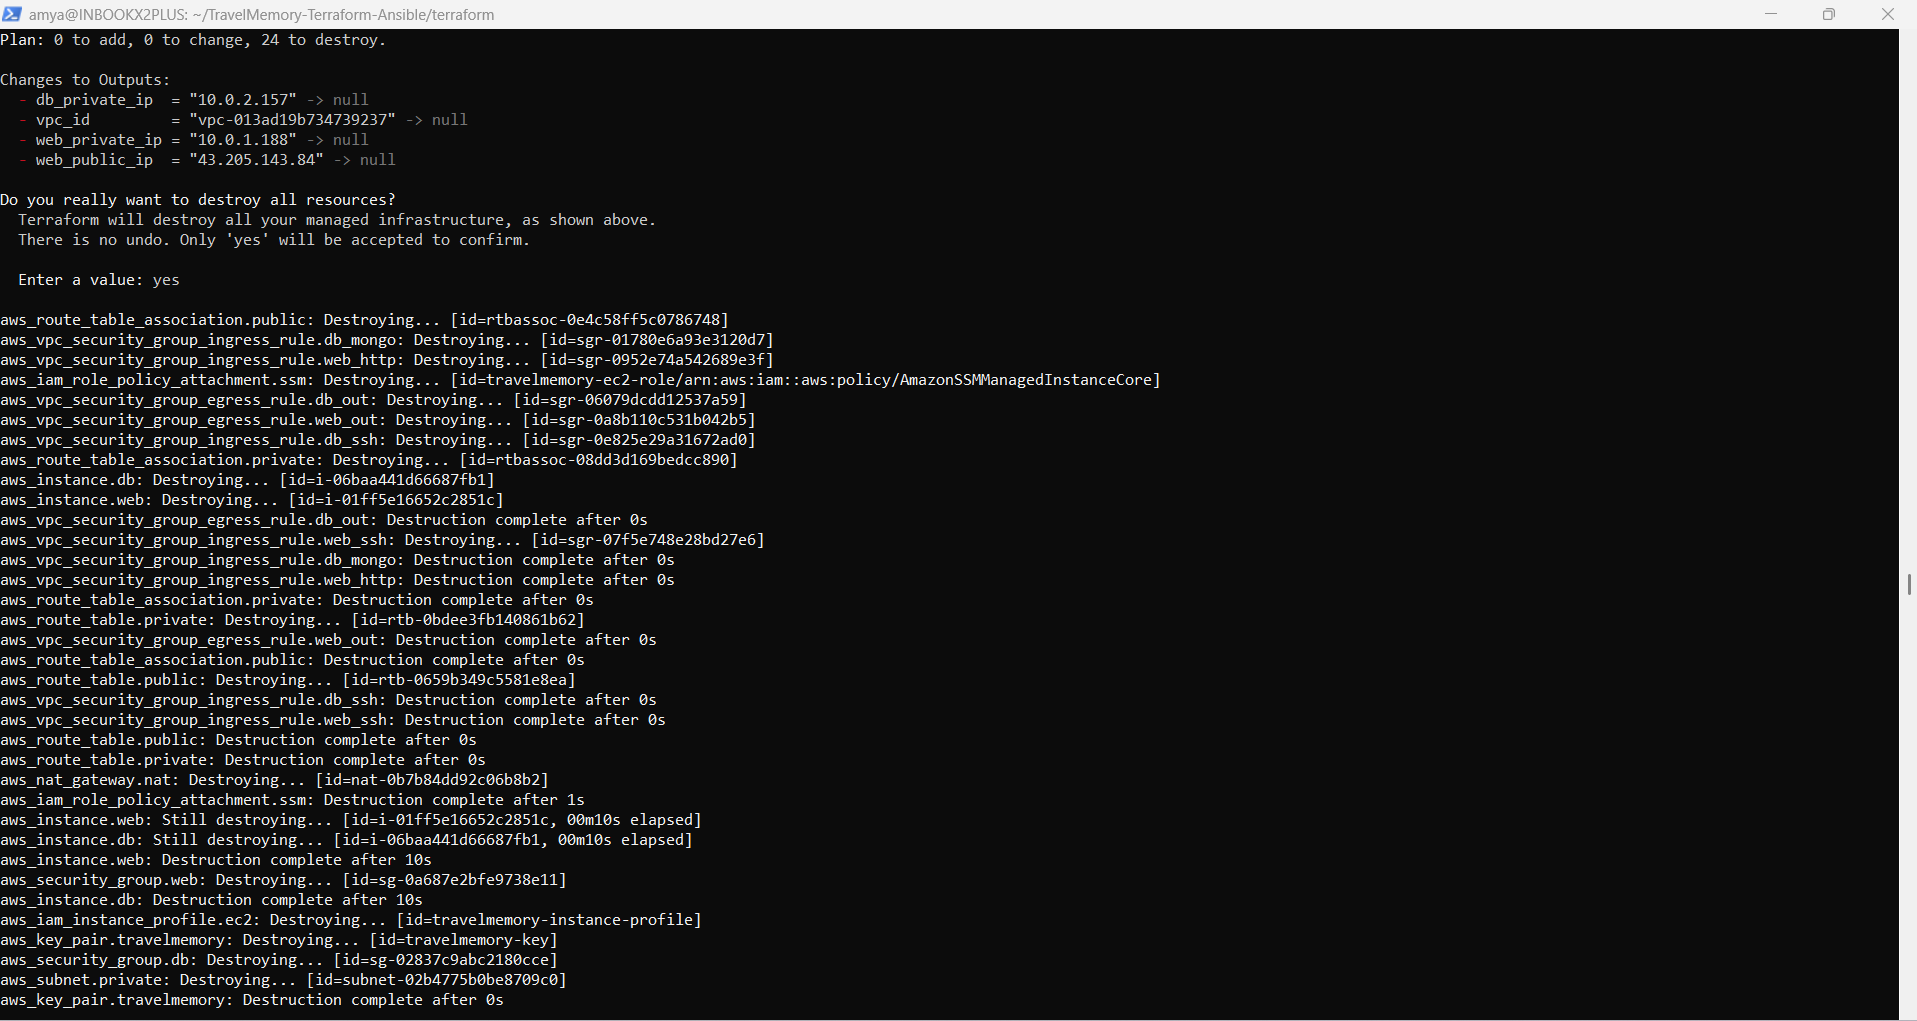 amya@INBOOKX2PLUS: ~/TravelMemory-Terraform-Ansible/terraform
Plan: 0 to add, 0 to change, 24 to destroy.
Changes to Outputs:
- db_private_ip  = "10.0.2.157" -> null
- vpc_id         = "vpc-013ad19b734739237" -> null
- web_private_ip = "10.0.1.188" -> null
- web_public_ip  = "43.205.143.84" -> null
Do you really want to destroy all resources?
Terraform will destroy all your managed infrastructure, as shown above.
There is no undo. Only 'yes' will be accepted to confirm.
Enter a value: yes
aws_route_table_association.public: Destroying... [id=rtbassoc-0e4c58ff5c0786748]
aws_vpc_security_group_ingress_rule.db_mongo: Destroying... [id=sgr-01780e6a93e3120d7]
aws_vpc_security_group_ingress_rule.web_http: Destroying... [id=sgr-0952e74a542689e3f]
aws_iam_role_policy_attachment.ssm: Destroying... [id=travelmemory-ec2-role/arn:aws:iam::aws:policy/AmazonSSMManagedInstanceCore]
aws_vpc_security_group_egress_rule.db_out: Destroying... [id=sgr-06079dcdd12537a59]
aws_vpc_security_group_egress_rule.web_out: Destroying... [id=sgr-0a8b110c531b042b5]
aws_vpc_security_group_ingress_rule.db_ssh: Destroying... [id=sgr-0e825e29a31672ad0]
aws_route_table_association.private: Destroying... [id=rtbassoc-08dd3d169bedcc890]
aws_instance.db: Destroying... [id=i-06baa441d66687fb1]
aws_instance.web: Destroying... [id=i-01ff5e16652c2851c]
aws_vpc_security_group_egress_rule.db_out: Destruction complete after 0s
aws_vpc_security_group_ingress_rule.web_ssh: Destroying... [id=sgr-07f5e748e28bd27e6]
aws_vpc_security_group_ingress_rule.db_mongo: Destruction complete after 0s
aws_vpc_security_group_ingress_rule.web_http: Destruction complete after 0s
aws_route_table_association.private: Destruction complete after 0s
aws_route_table.private: Destroying... [id=rtb-0bdee3fb140861b62]
aws_vpc_security_group_egress_rule.web_out: Destruction complete after 0s
aws_route_table_association.public: Destruction complete after 0s
aws_route_table.public: Destroying... [id=rtb-0659b349c5581e8ea]
aws_vpc_security_group_ingress_rule.db_ssh: Destruction complete after 0s
aws_vpc_security_group_ingress_rule.web_ssh: Destruction complete after 0s
aws_route_table.public: Destruction complete after 0s
aws_route_table.private: Destruction complete after 0s
aws_nat_gateway.nat: Destroying... [id=nat-0b7b84dd92c06b8b2]
aws_iam_role_policy_attachment.ssm: Destruction complete after 1s
aws_instance.web: Still destroying... [id=i-01ff5e16652c2851c, 00m10s elapsed]
aws_instance.db: Still destroying... [id=i-06baa441d66687fb1, 00m10s elapsed]
aws_instance.web: Destruction complete after 10s
aws_security_group.web: Destroying... [id=sg-0a687e2bfe9738e11]
aws_instance.db: Destruction complete after 10s
aws_iam_instance_profile.ec2: Destroying... [id=travelmemory-instance-profile]
aws_key_pair.travelmemory: Destroying... [id=travelmemory-key]
aws_security_group.db: Destroying... [id=sg-02837c9abc2180cce]
aws_subnet.private: Destroying... [id=subnet-02b4775b0be8709c0]
aws_key_pair.travelmemory: Destruction complete after 0s